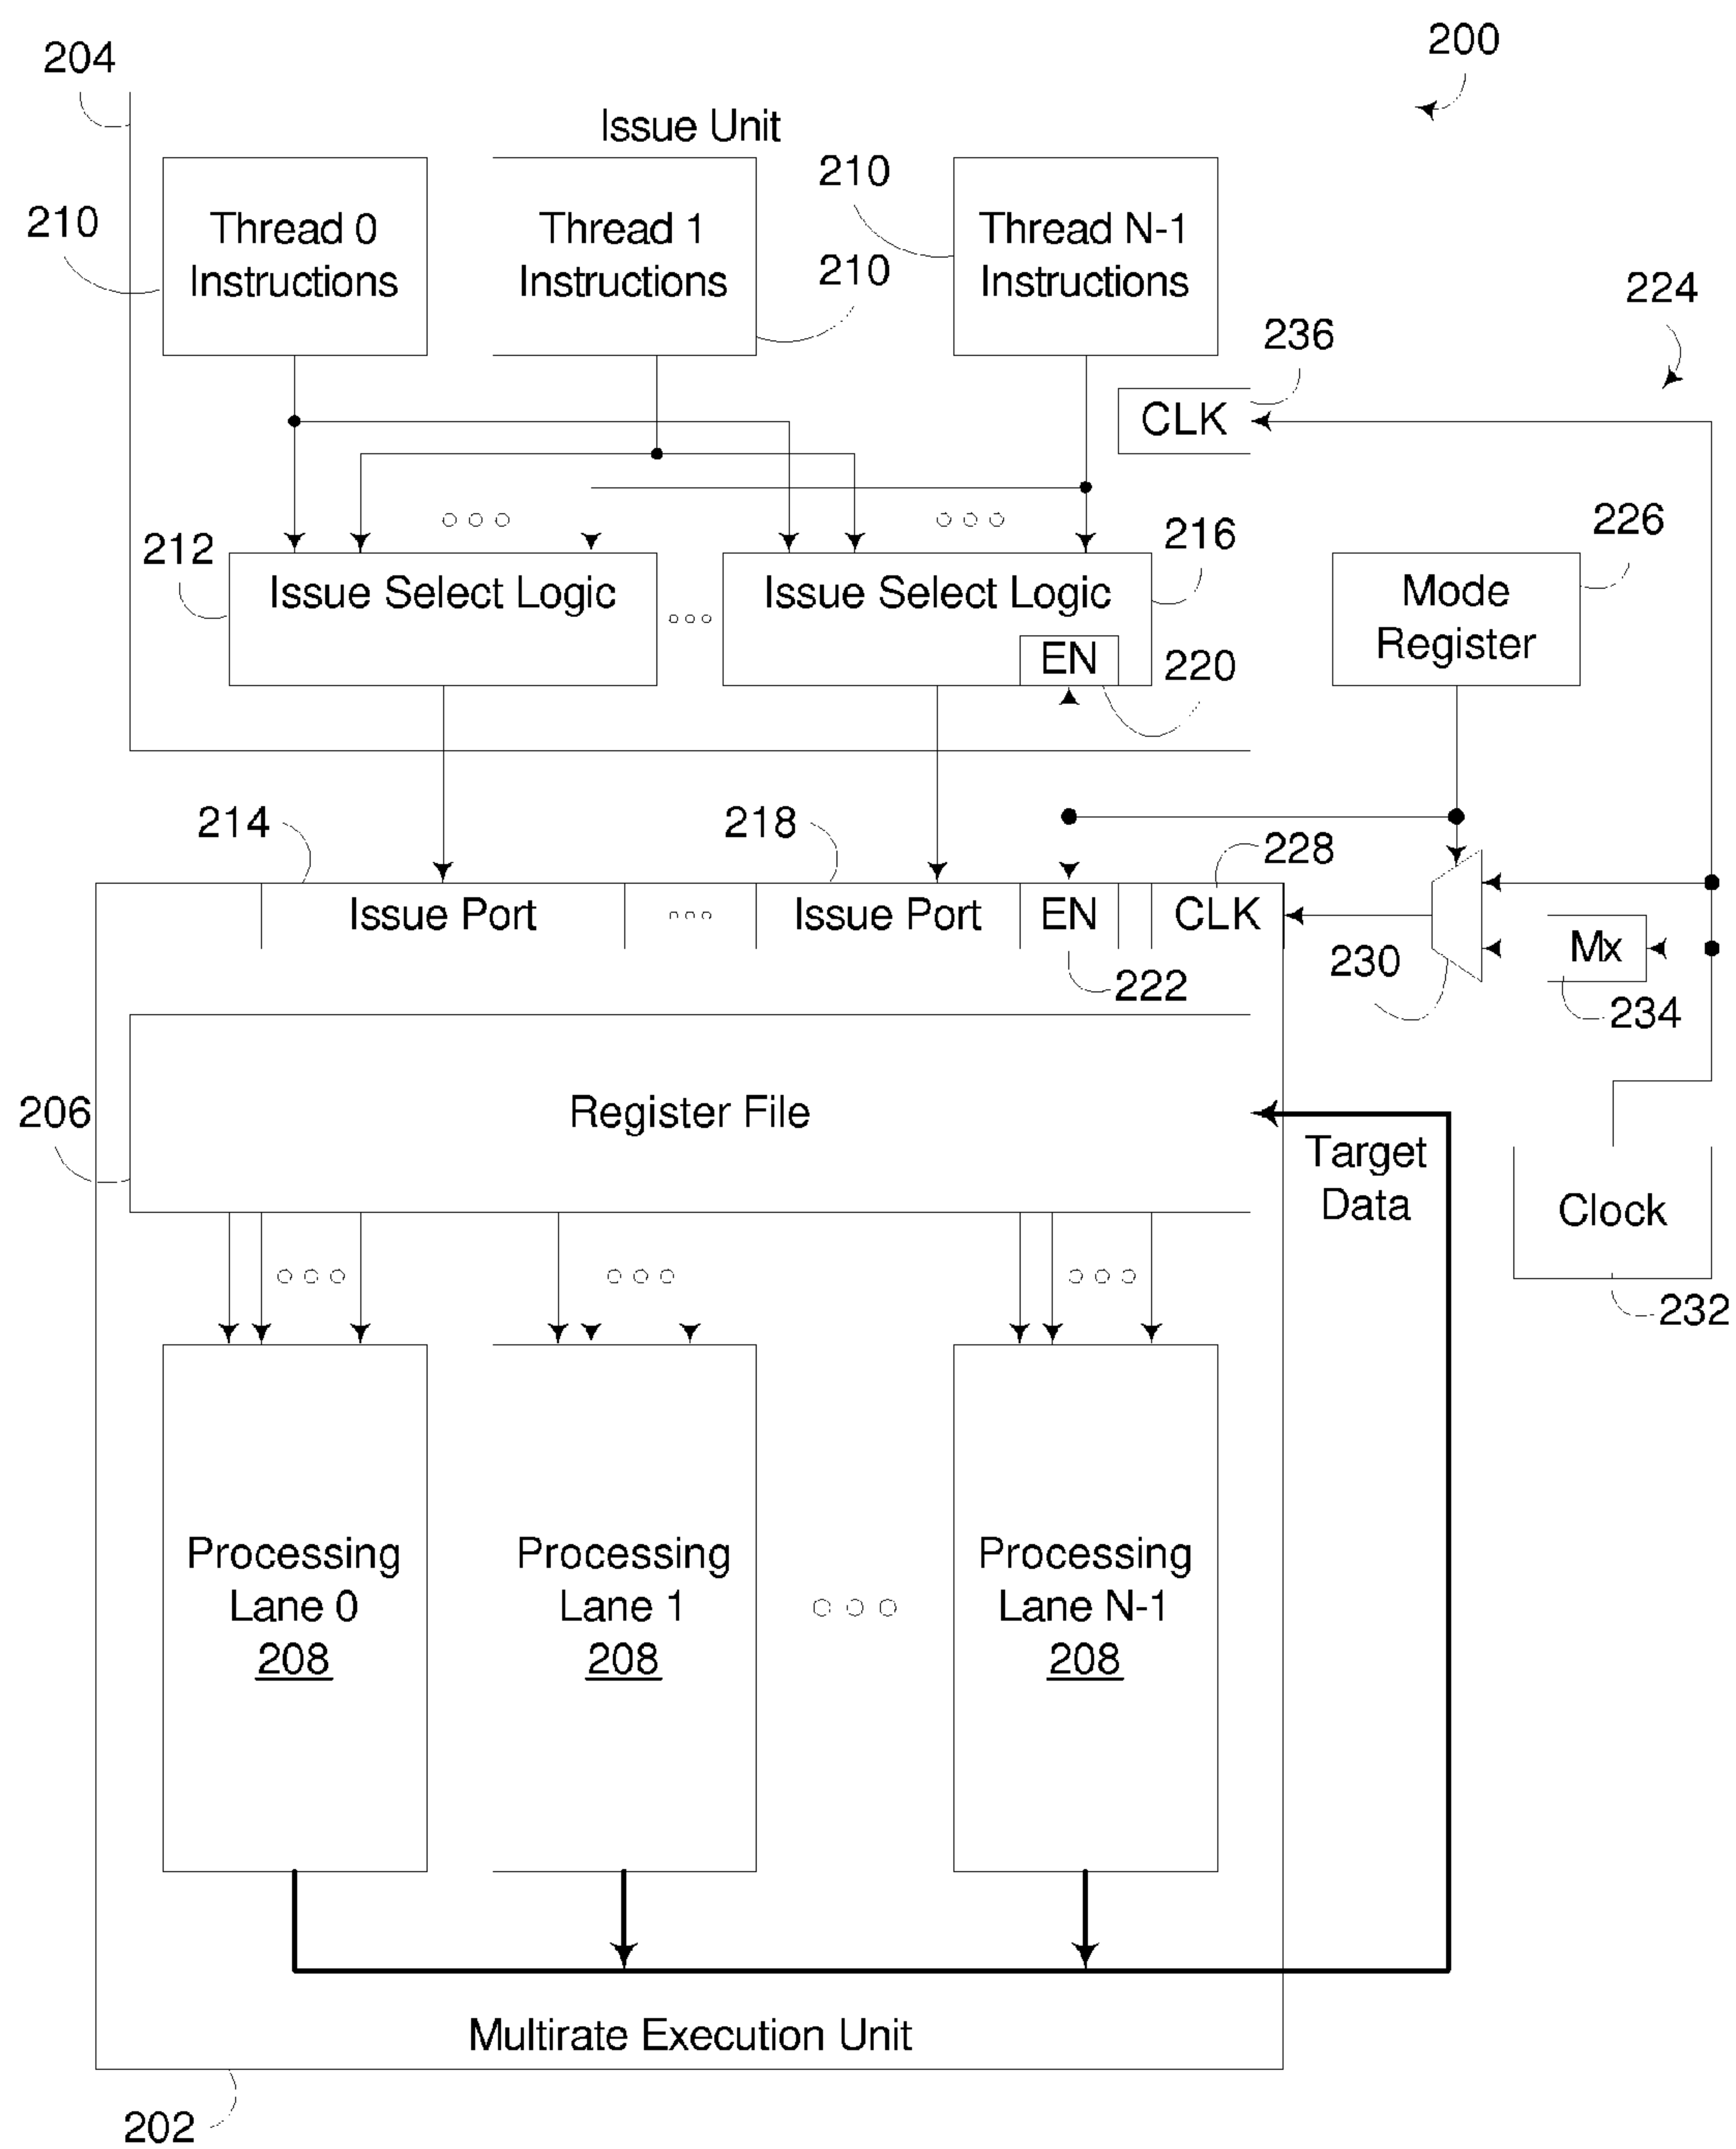 200
204
Issue Unit
210
Thread 0
Instructions
Thread 1
Instructions
210
210
Thread N-1
Instructions
224
236
CLK
212
Issue Select Logic
Issue Select Logic
216
EN
220
Mode
Register
226
214
218
228
Issue Port
Issue Port
EN
CLK
222
230
Mx
234
206
Register File
Target
Data
Clock
232
Processing
Lane 0
208
Processing
Lane 1
208
Processing
Lane N-1
208
Multirate Execution Unit
202